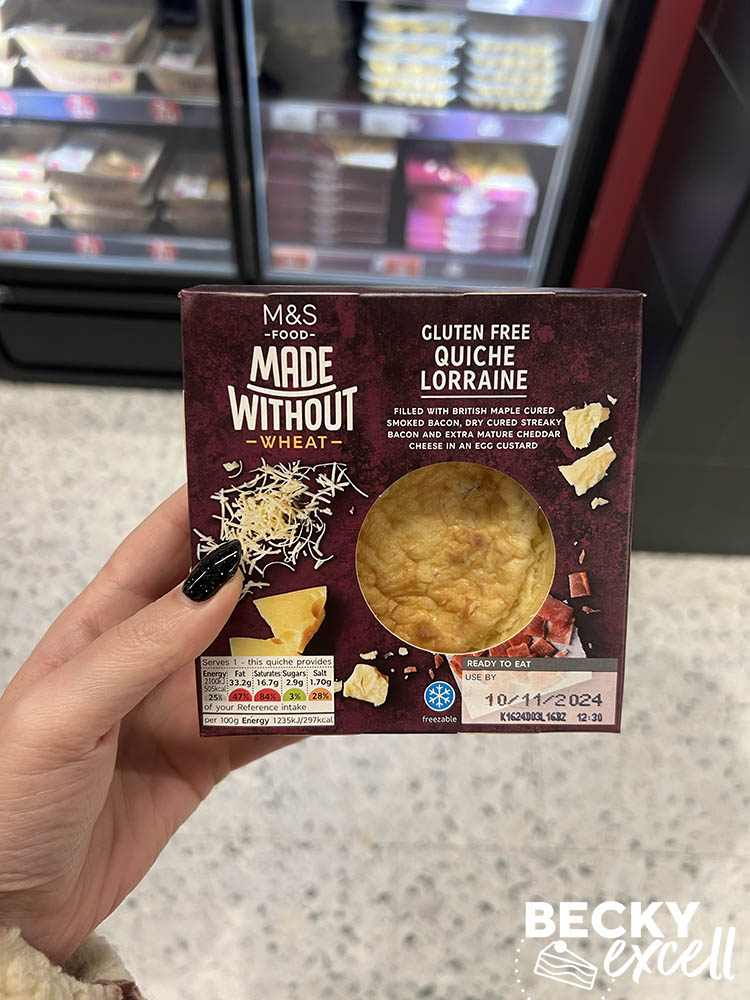 M&S
-FOOD-
MADE
WITHOUT
-WHEAT-
GLUTEN FREE
QUICHE
LORRAINE
FILLED WITH BRITISH MAPLE CURED
SMOKED BACON, DRY CURED STREAKY
BACON AND EXTRA MATURE CHEDDAR
CHEESE IN AN EGG CUSTARD
Serves 1 - this quiche provides
Energy Fat Saturates Sugars Salt
2100kJ 33.2g 16.7g 2.9g 1.70g
505kcal
25% 47% 84% 3% 28%
of your Reference intake
per 100g Energy 1235kJ/297kcal
freezable
READY TO EAT
USE BY
10/11/2024
K1624D03L16BZ 12:30
BECKY
excell